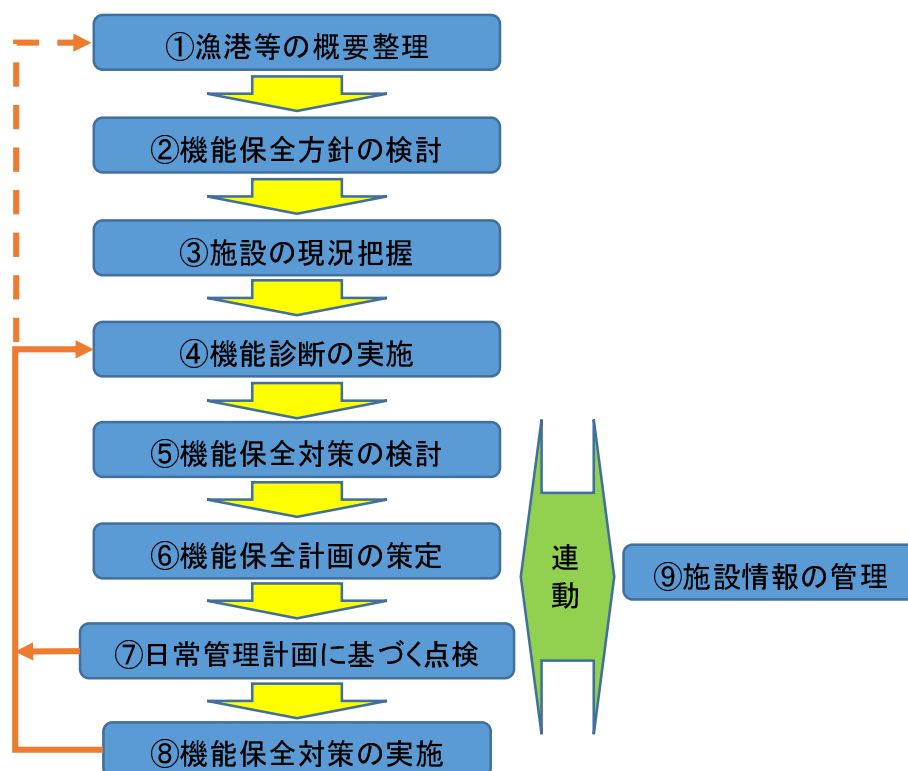 ①漁港等の概要整理
②機能保全方針の検討
③施設の現況把握
④機能診断の実施
⑤機能保全対策の検討
⑥機能保全計画の策定
⑦日常管理計画に基づく点検
⑧機能保全対策の実施
連動
⑨施設情報の管理